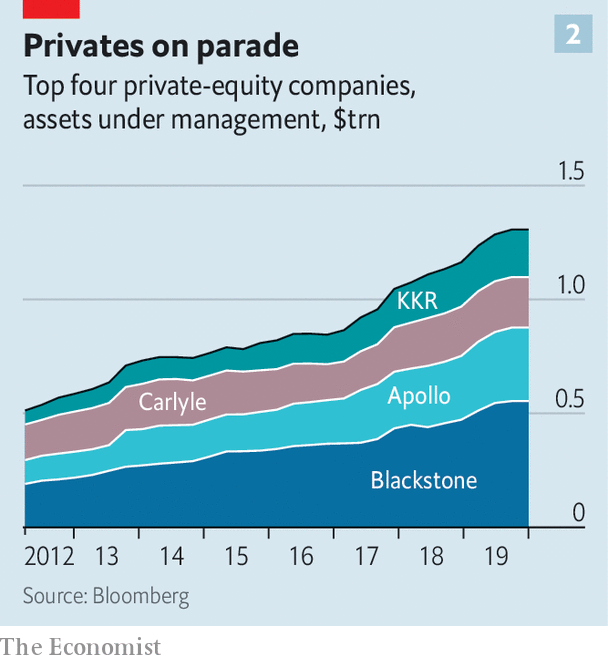 2
Privates on parade
Top four private-equity companies,
assets under management, $trn
1.5
1.0
KKR
Carlyle
Apollo
0.5
Blackstone
0
2012 13 14 15 16 17 18 19
Source: Bloomberg
The Economist